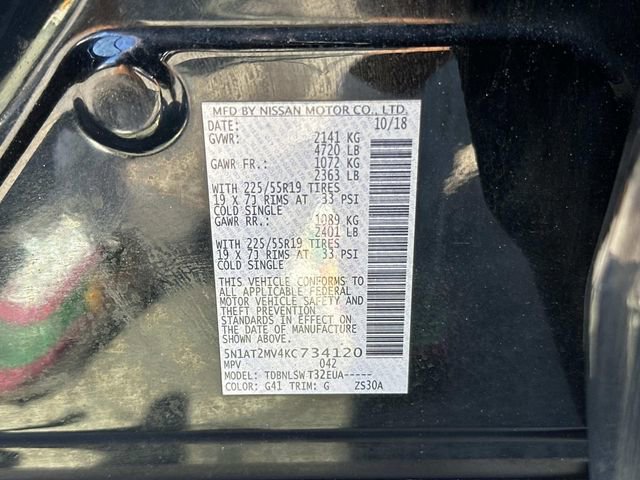 MFD BY NISSAN MOTOR CO., LTD.
DATE: 10/18
GVWR: 2141 KG
4720 LB
GAWR FR.: 1072 KG
2363 LB
WITH 225/55R19 TIRES
19 X 7J RIMS AT 33 PSI
COLD SINGLE
GAWR RR.: 1089 KG
2401 LB
WITH 225/55R19 TIRES
19 X 7J RIMS AT 33 PSI
COLD SINGLE
THIS VEHICLE CONFORMS TO
ALL APPLICABLE FEDERAL
MOTOR VEHICLE SAFETY AND
THEFT PREVENTION
STANDARDS IN EFFECT ON
THE DATE OF MANUFACTURE
SHOWN ABOVE.
5N1AT2MV4KC734120
MPV 042
MODEL: TDBNLSW T32EUA-----
COLOR: G41 TRIM: G ZS30A